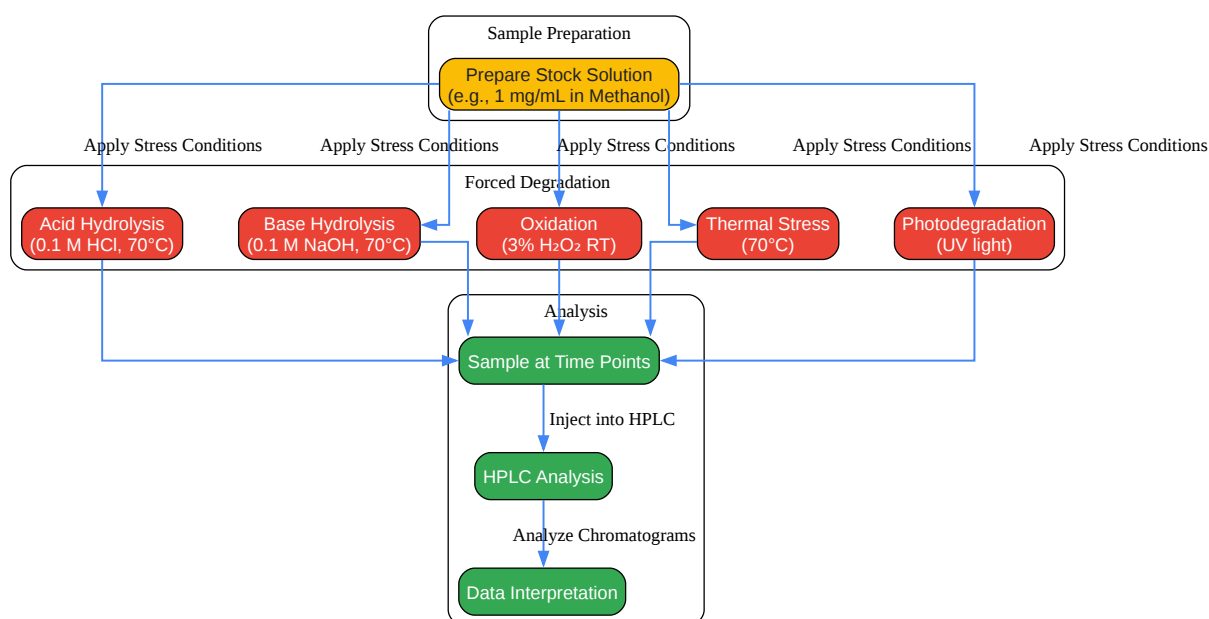 Sample Preparation
Prepare Stock Solution
(e.g., 1 mg/mL in Methanol)
Apply Stress Conditions
Apply Stress Conditions
Apply Stress Conditions
Apply Stress Conditions
Apply Stress Conditions
Forced Degradation
Acid Hydrolysis
(0.1 M HCl, 70°C)
Base Hydrolysis
(0.1 M NaOH, 70°C)
Oxidation
(3% H₂O₂ RT)
Thermal Stress
(70°C)
Photodegradation
(UV light)
Analysis
Sample at Time Points
Inject into HPLC
HPLC Analysis
Analyze Chromatograms
Data Interpretation